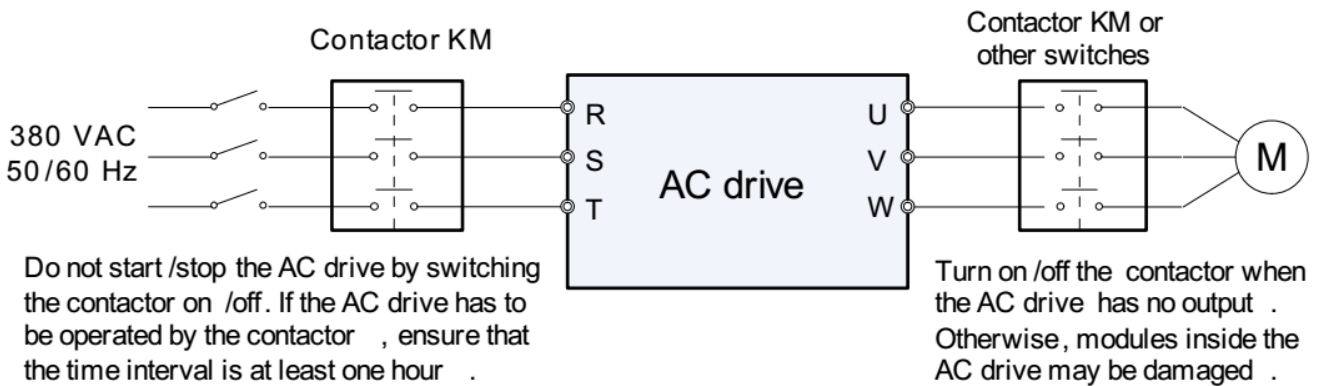 Contactor KM
Contactor KM or
other switches
380 VAC
50/60 Hz
R
S
T
AC drive
U
V
W
M
Do not start /stop the AC drive by switching
the contactor on /off. If the AC drive has to
be operated by the contactor , ensure that
the time interval is at least one hour .
Turn on /off the contactor when
the AC drive has no output .
Otherwise, modules inside the
AC drive may be damaged .